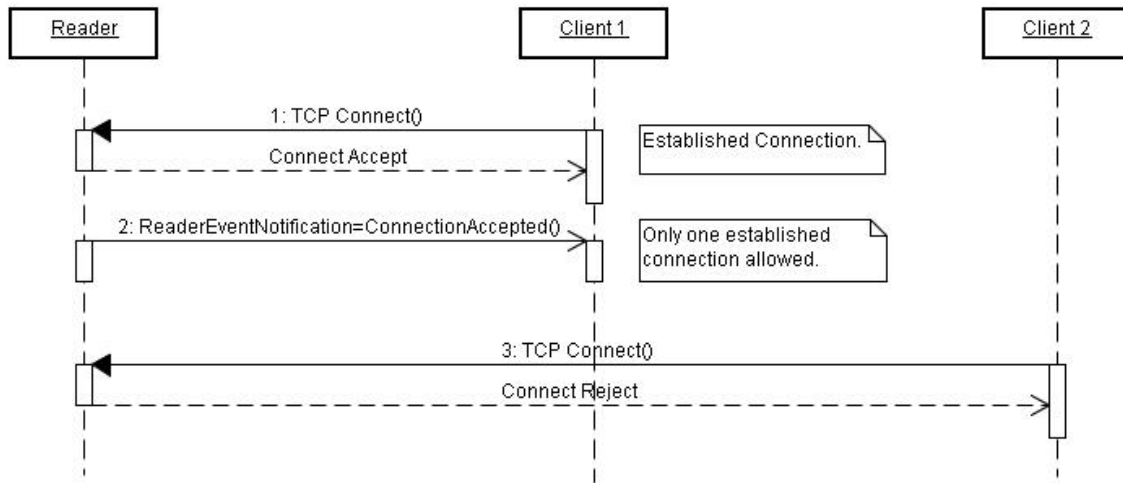 Reader
Client 1
Client 2
1: TCP Connect()
Established Connection.
Connect Accept
2: ReaderEventNotification=ConnectionAccepted()
Only one established
connection allowed.
3: TCP Connect()
Connect Reject